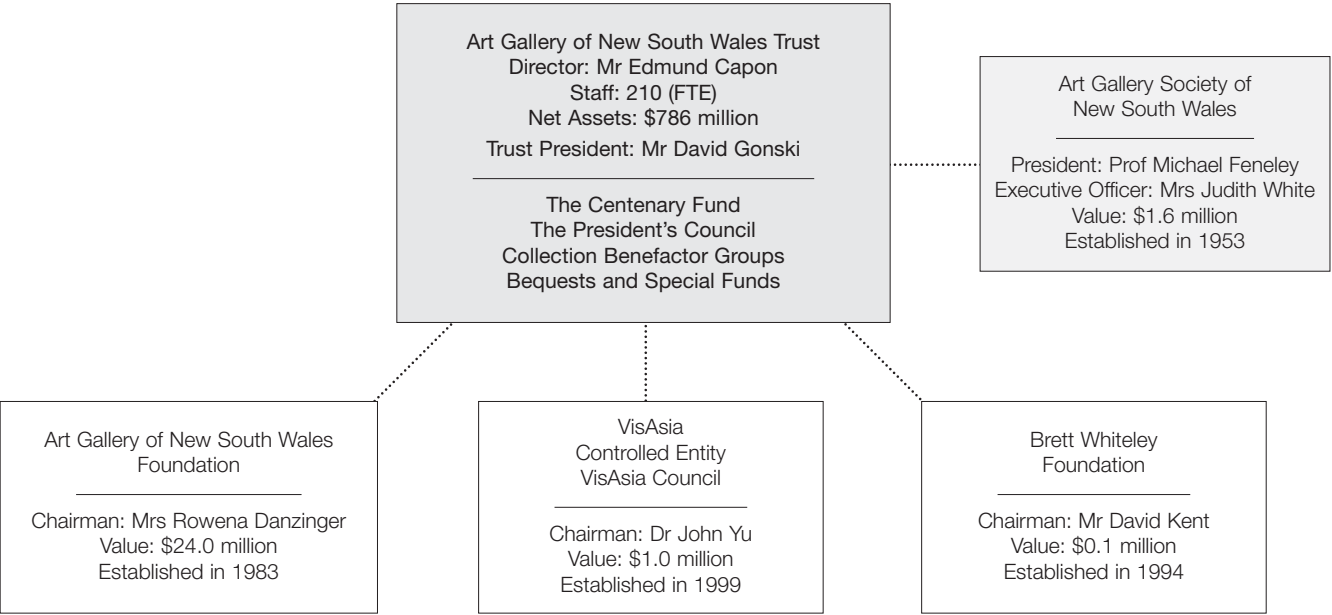 Art Gallery of New South Wales Trust
Director: Mr Edmund Capon
Staff: 210 (FTE)
Net Assets: $786 million
Trust President: Mr David Gonski
The Centenary Fund
The President’s Council
Collection Benefactor Groups
Bequests and Special Funds
Art Gallery Society of
New South Wales
President: Prof Michael Feneley
Executive Officer: Mrs Judith White
Value: $1.6 million
Established in 1953
Art Gallery of New South Wales
Foundation
Chairman: Mrs Rowena Danzinger
Value: $24.0 million
Established in 1983
VisAsia
Controlled Entity
VisAsia Council
Chairman: Dr John Yu
Value: $1.0 million
Established in 1999
Brett Whiteley
Foundation
Chairman: Mr David Kent
Value: $0.1 million
Established in 1994